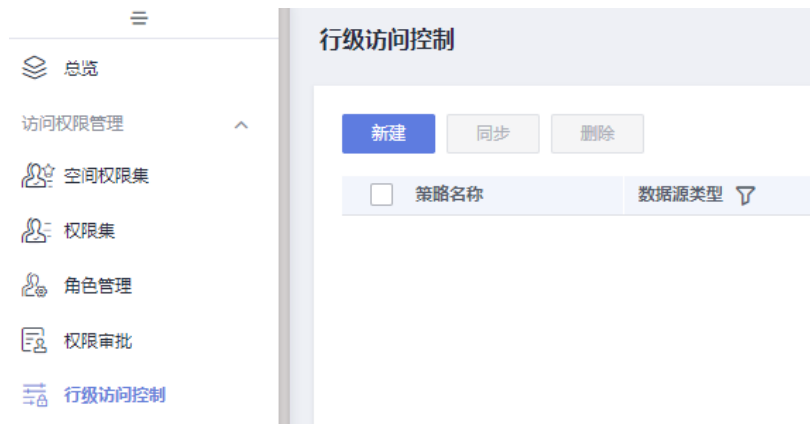 总览
访问权限管理
空间权限集
权限集
角色管理
权限审批
行级访问控制
行级访问控制
新建 同步 删除
策略名称 数据源类型